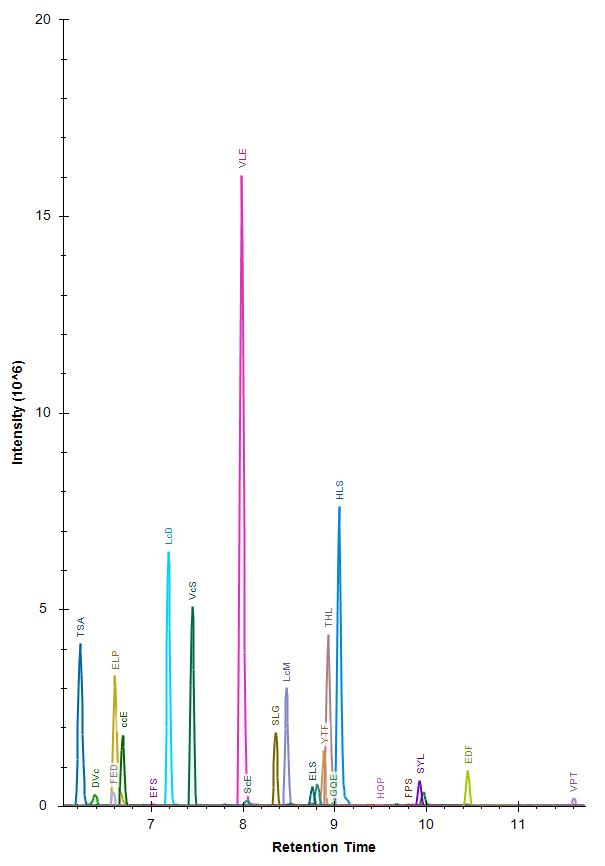 Intensity (10^6)
20
15
10
5
0
TSA
DVc
FED
ELP
ccE
EFS
LcD
VcS
VLE
ScE
SLG
LcM
ELS
YTF
THL
GQE
HLS
HQP
FPS
SYL
EDF
VPT
7
8
9
10
11
Retention Time